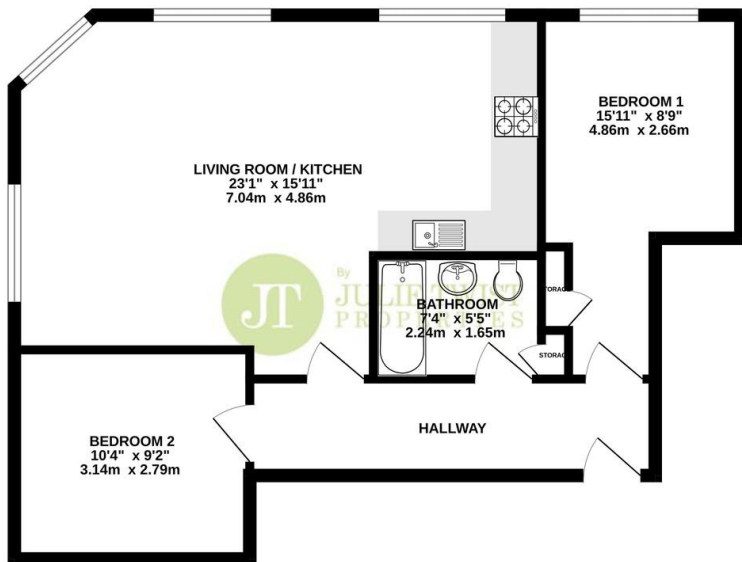 BEDROOM 1
15'11" x 8'9"
4.86m x 2.66m
LIVING ROOM / KITCHEN
23'1" x 15'11"
7.04m x 4.86m
By
JT
JULIE TWIST
PROPERTIES
BATHROOM
7'4" x 5'5"
2.24m x 1.65m
HALLWAY
BEDROOM 2
10'4" x 9'2"
3.14m x 2.79m